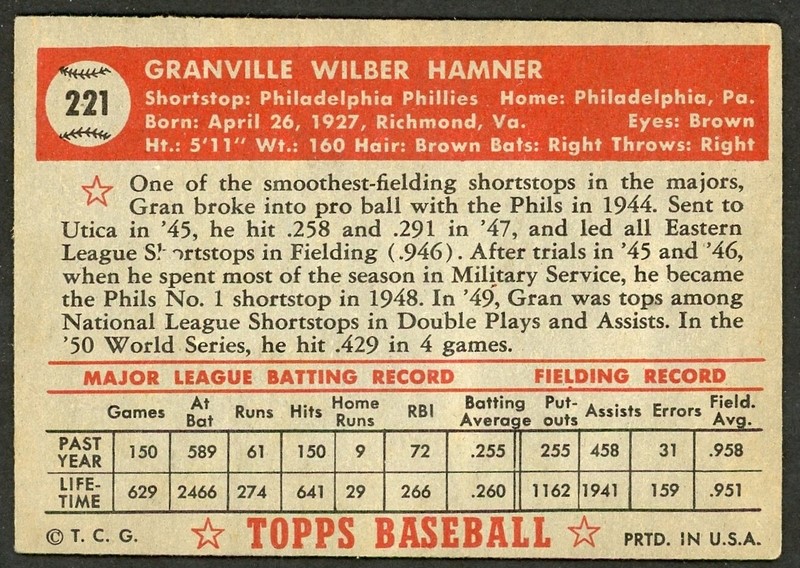 221
GRANVILLE WILBER HAMNER
Shortstop: Philadelphia Phillies Home: Philadelphia, Pa.
Born: April 26, 1927, Richmond, Va. Eyes: Brown
Ht.: 5'11" Wt.: 160 Hair: Brown Bats: Right Throws: Right
One of the smoothest-fielding shortstops in the majors,
Gran broke into pro ball with the Phils in 1944. Sent to
Utica in '45, he hit .258 and .291 in '47, and led all Eastern
League Shortstops in Fielding (.946). After trials in '45 and '46,
when he spent most of the season in Military Service, he became
the Phils No. 1 shortstop in 1948. In '49, Gran was tops among
National League Shortstops in Double Plays and Assists. In the
'50 World Series, he hit .429 in 4 games.
MAJOR LEAGUE BATTING RECORD FIELDING RECORD
Games At Bat Runs Hits Home Runs RBI Batting Average Put-outs Assists Errors Field. Avg.
PAST YEAR 150 589 61 150 9 72 .255 255 458 31 .958
LIFE-TIME 629 2466 274 641 29 266 .260 1162 1941 159 .951
© T. C. G. TOPPS BASEBALL PRTD. IN U.S.A.